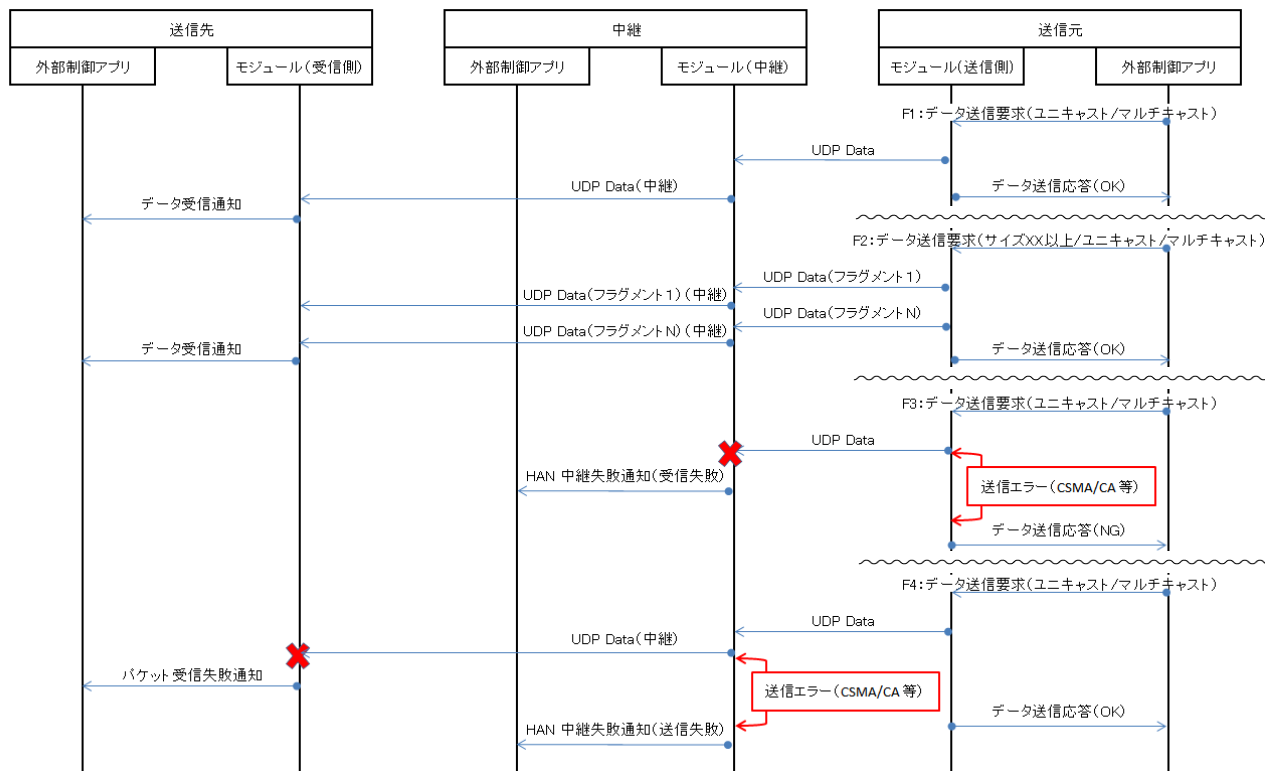 送信先
中継
送信元
外部制御アプリ
モジュール(受信側)
外部制御アプリ
モジュール(中継)
モジュール(送信側)
外部制御アプリ
F1:データ送信要求(ユニキャスト/マルチキャスト)
UDP Data
データ送信応答(OK)
UDP Data(中継)
データ受信通知
F2:データ送信要求(サイズXX以上/ユニキャスト/マルチキャスト)
UDP Data(フラグメント1)
UDP Data(フラグメント1)(中継)
UDP Data(フラグメントN)
UDP Data(フラグメントN)(中継)
データ受信通知
データ送信応答(OK)
F3:データ送信要求(ユニキャスト/マルチキャスト)
UDP Data
HAN 中継失敗通知(受信失敗)
送信エラー(CSMA/CA 等)
データ送信応答(NG)
F4:データ送信要求(ユニキャスト/マルチキャスト)
UDP Data
UDP Data(中継)
パケット受信失敗通知
送信エラー(CSMA/CA 等)
データ送信応答(OK)
HAN 中継失敗通知(送信失敗)